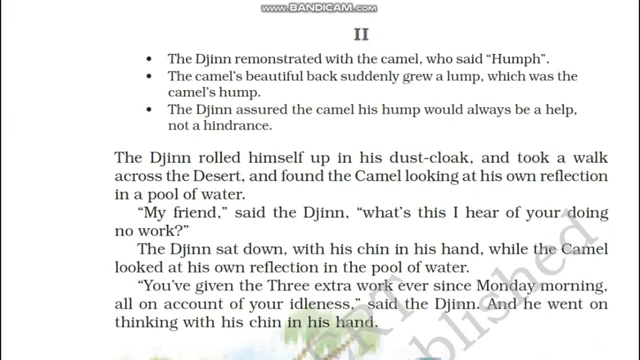 WWW.BANDICAM.COM
II
• The Djinn remonstrated with the camel, who said “Humph”.
• The camel’s beautiful back suddenly grew a lump, which was the
camel’s hump.
• The Djinn assured the camel his hump would always be a help,
not a hindrance.
The Djinn rolled himself up in his dust-cloak, and took a walk
across the Desert, and found the Camel looking at his own reflection
in a pool of water.
“My friend,” said the Djinn, “what’s this I hear of your doing
no work?”
The Djinn sat down, with his chin in his hand, while the Camel
looked at his own reflection in the pool of water.
“You’ve given the Three extra work ever since Monday morning,
all on account of your idleness,” said the Djinn. And he went on
thinking with his chin in his hand.